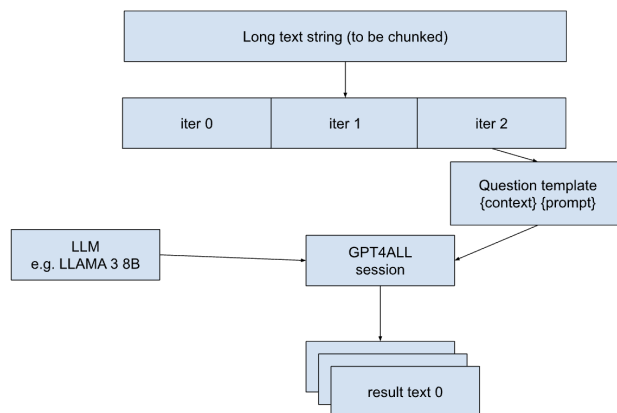 Long text string (to be chunked)
iter 0
iter 1
iter 2
Question template
{context} {prompt}
LLM
e.g. LLAMA 3 8B
GPT4ALL
session
result text 0